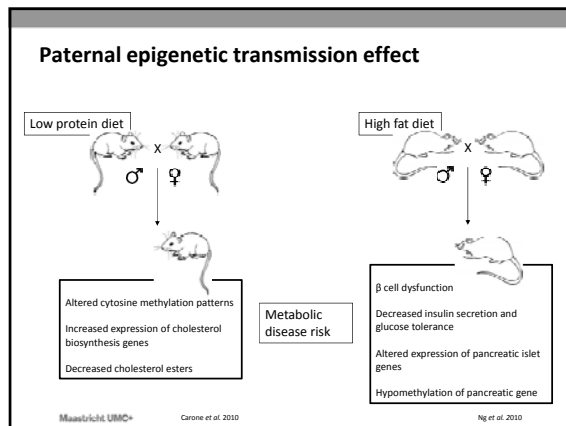 Paternal epigenetic transmission effect
Low protein diet
X
♂ ♀
High fat diet
X
♂ ♀
Altered cytosine methylation patterns
Increased expression of cholesterol
biosynthesis genes
Decreased cholesterol esters
Metabolic
disease risk
β cell dysfunction
Decreased insulin secretion and
glucose tolerance
Altered expression of pancreatic islet
genes
Hypomethylation of pancreatic gene
Maastricht UMC+
Carone et al. 2010
Ng et al. 2010